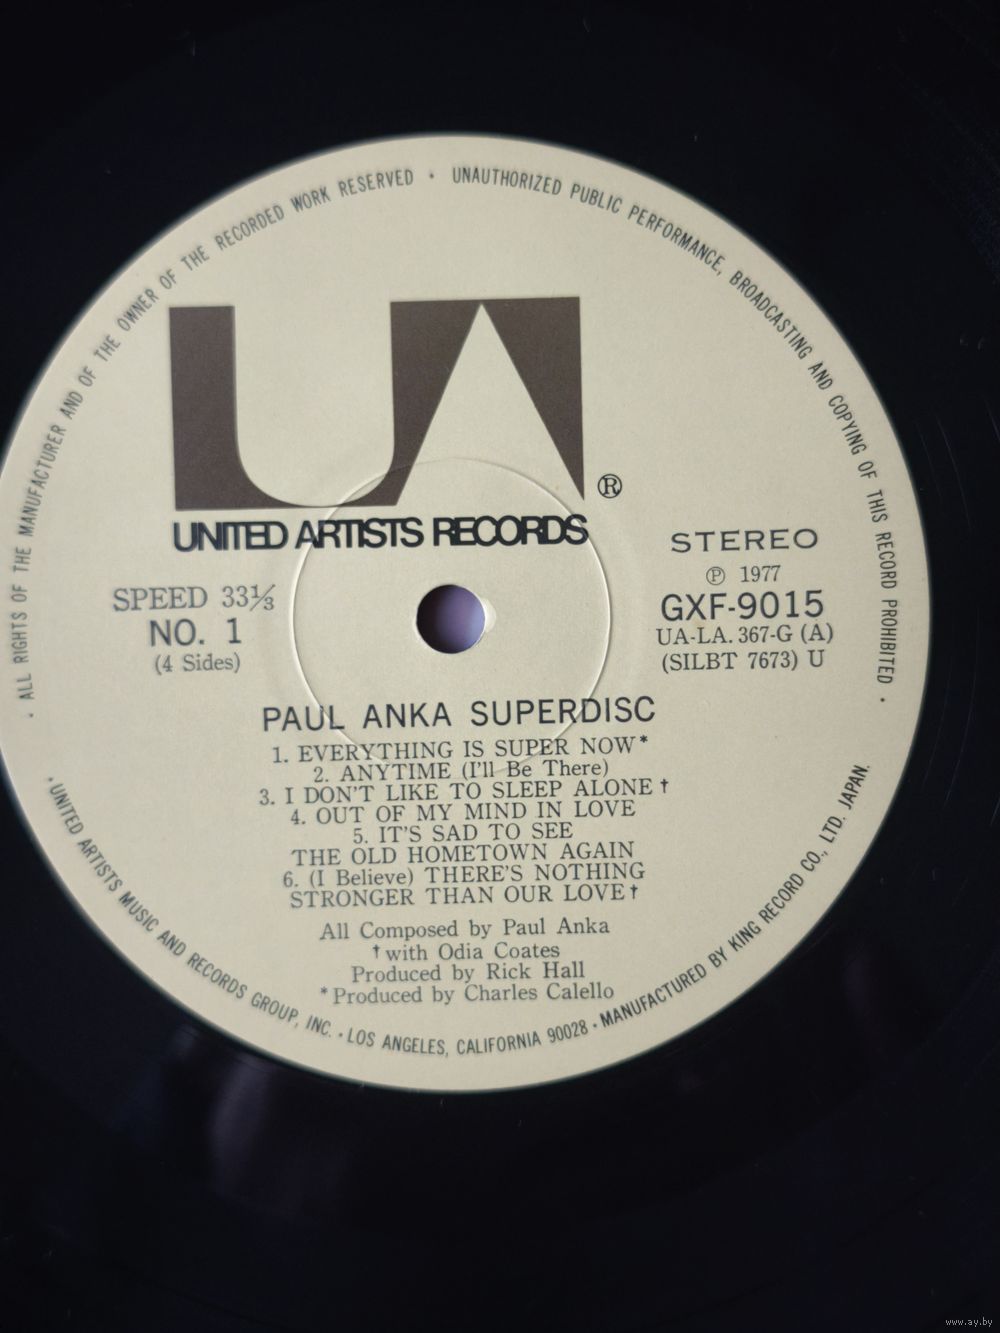 · ALL RIGHTS OF THE MANUFACTURER AND OF THE OWNER OF THE RECORDED WORK RESERVED · UNAUTHORIZED PUBLIC PERFORMANCE, BROADCASTING AND COPYING OF THIS RECORD PROHIBITED ·
UA
®
UNITED ARTISTS RECORDS
SPEED 33⅓
NO. 1
(4 Sides)
STEREO
℗ 1977
GXF-9015
UA-LA. 367-G (A)
(SILBT 7673) U
PAUL ANKA SUPERDISC
1. EVERYTHING IS SUPER NOW*
2. ANYTIME (I'll Be There)
3. I DON'T LIKE TO SLEEP ALONE†
4. OUT OF MY MIND IN LOVE
5. IT'S SAD TO SEE
THE OLD HOMETOWN AGAIN
6. (I Believe) THERE'S NOTHING
STRONGER THAN OUR LOVE†
All Composed by Paul Anka
†with Odia Coates
Produced by Rick Hall
*Produced by Charles Calello
·UNITED ARTISTS MUSIC AND RECORDS GROUP, INC. · LOS ANGELES, CALIFORNIA 90028 · MANUFACTURED BY KING RECORD CO., LTD. JAPAN.
www.ay.by